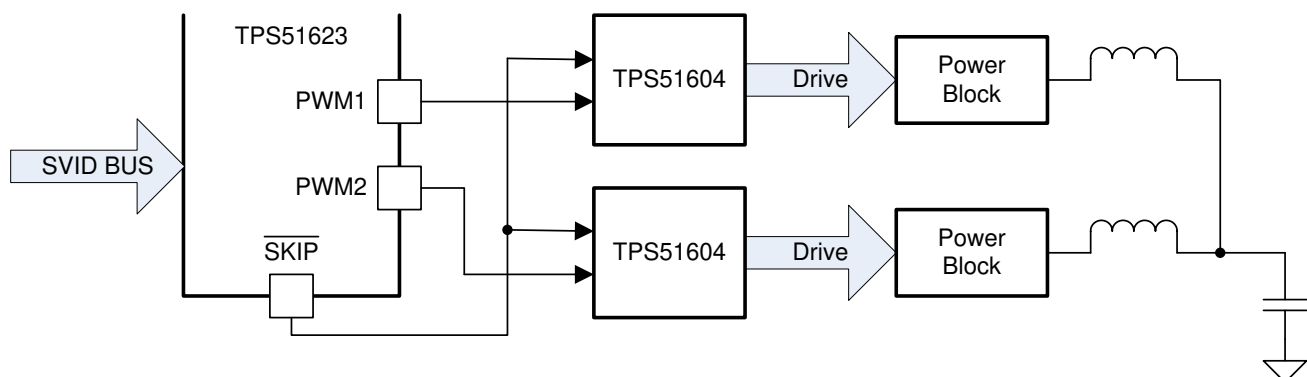 TPS51623
PWM1
PWM2
SKIP
SVID BUS
TPS51604
Drive
Power
Block
TPS51604
Drive
Power
Block